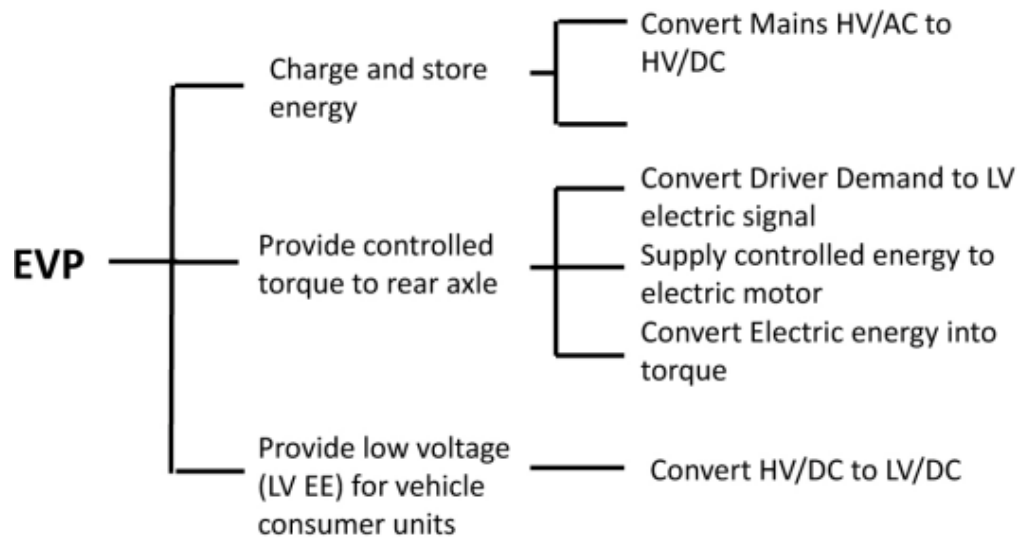 Convert Mains HV/AC to
HV/DC
Charge and store
energy
Convert Driver Demand to LV
electric signal
EVP
Provide controlled
torque to rear axle
Supply controlled energy to
electric motor
Convert Electric energy into
torque
Provide low voltage
(LV EE) for vehicle
consumer units
Convert HV/DC to LV/DC